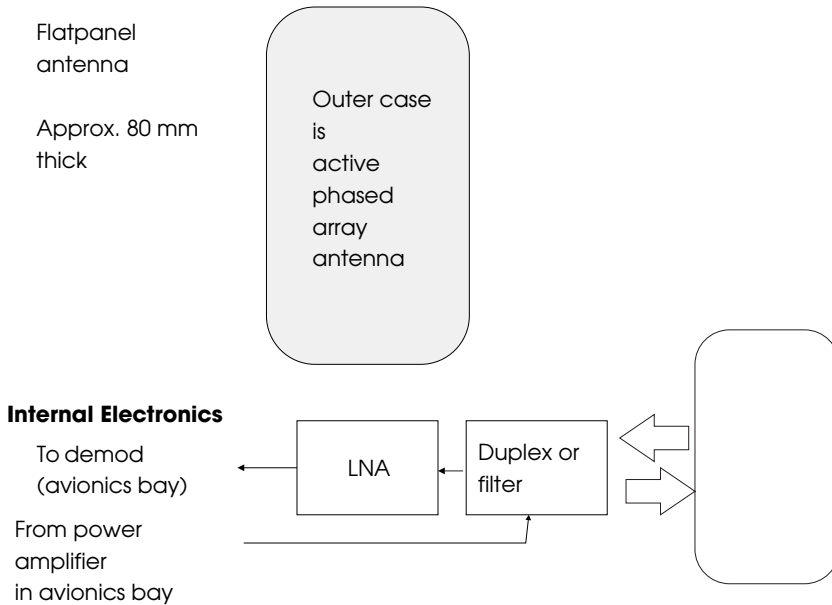 Flatpanel
antenna
Approx. 80 mm
thick
Outer case
is
active
phased
array
antenna
Internal Electronics
To demod
(avionics bay)
LNA
Duplex or
filter
From power
amplifier
in avionics bay